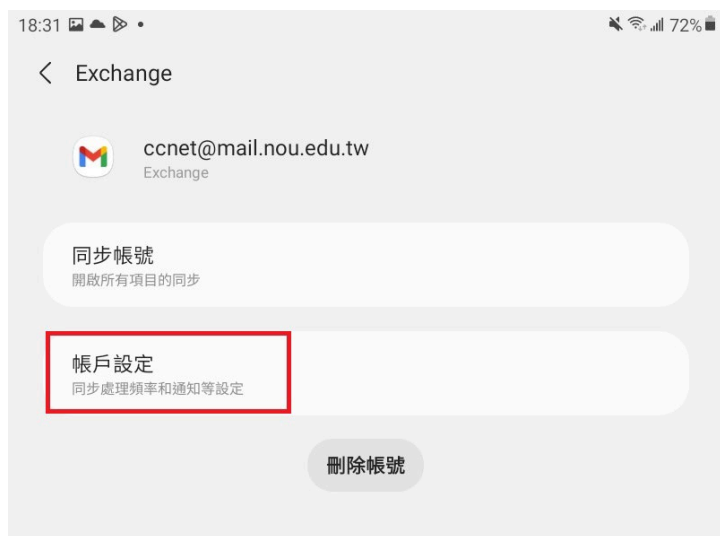 18:31 72%
Exchange
ccnet@mail.nou.edu.tw
Exchange
同步帳號
開啟所有項目的同步
帳戶設定
同步處理頻率和通知等設定
刪除帳號